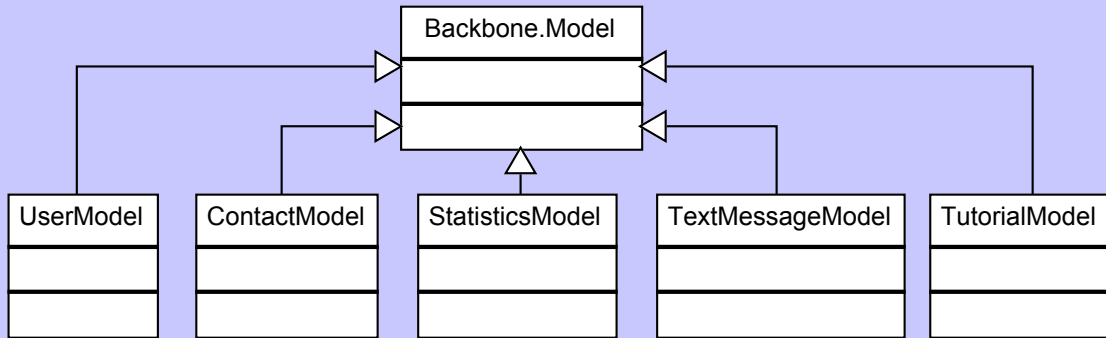 Backbone.Model
UserModel
ContactModel
StatisticsModel
TextMessageModel
TutorialModel